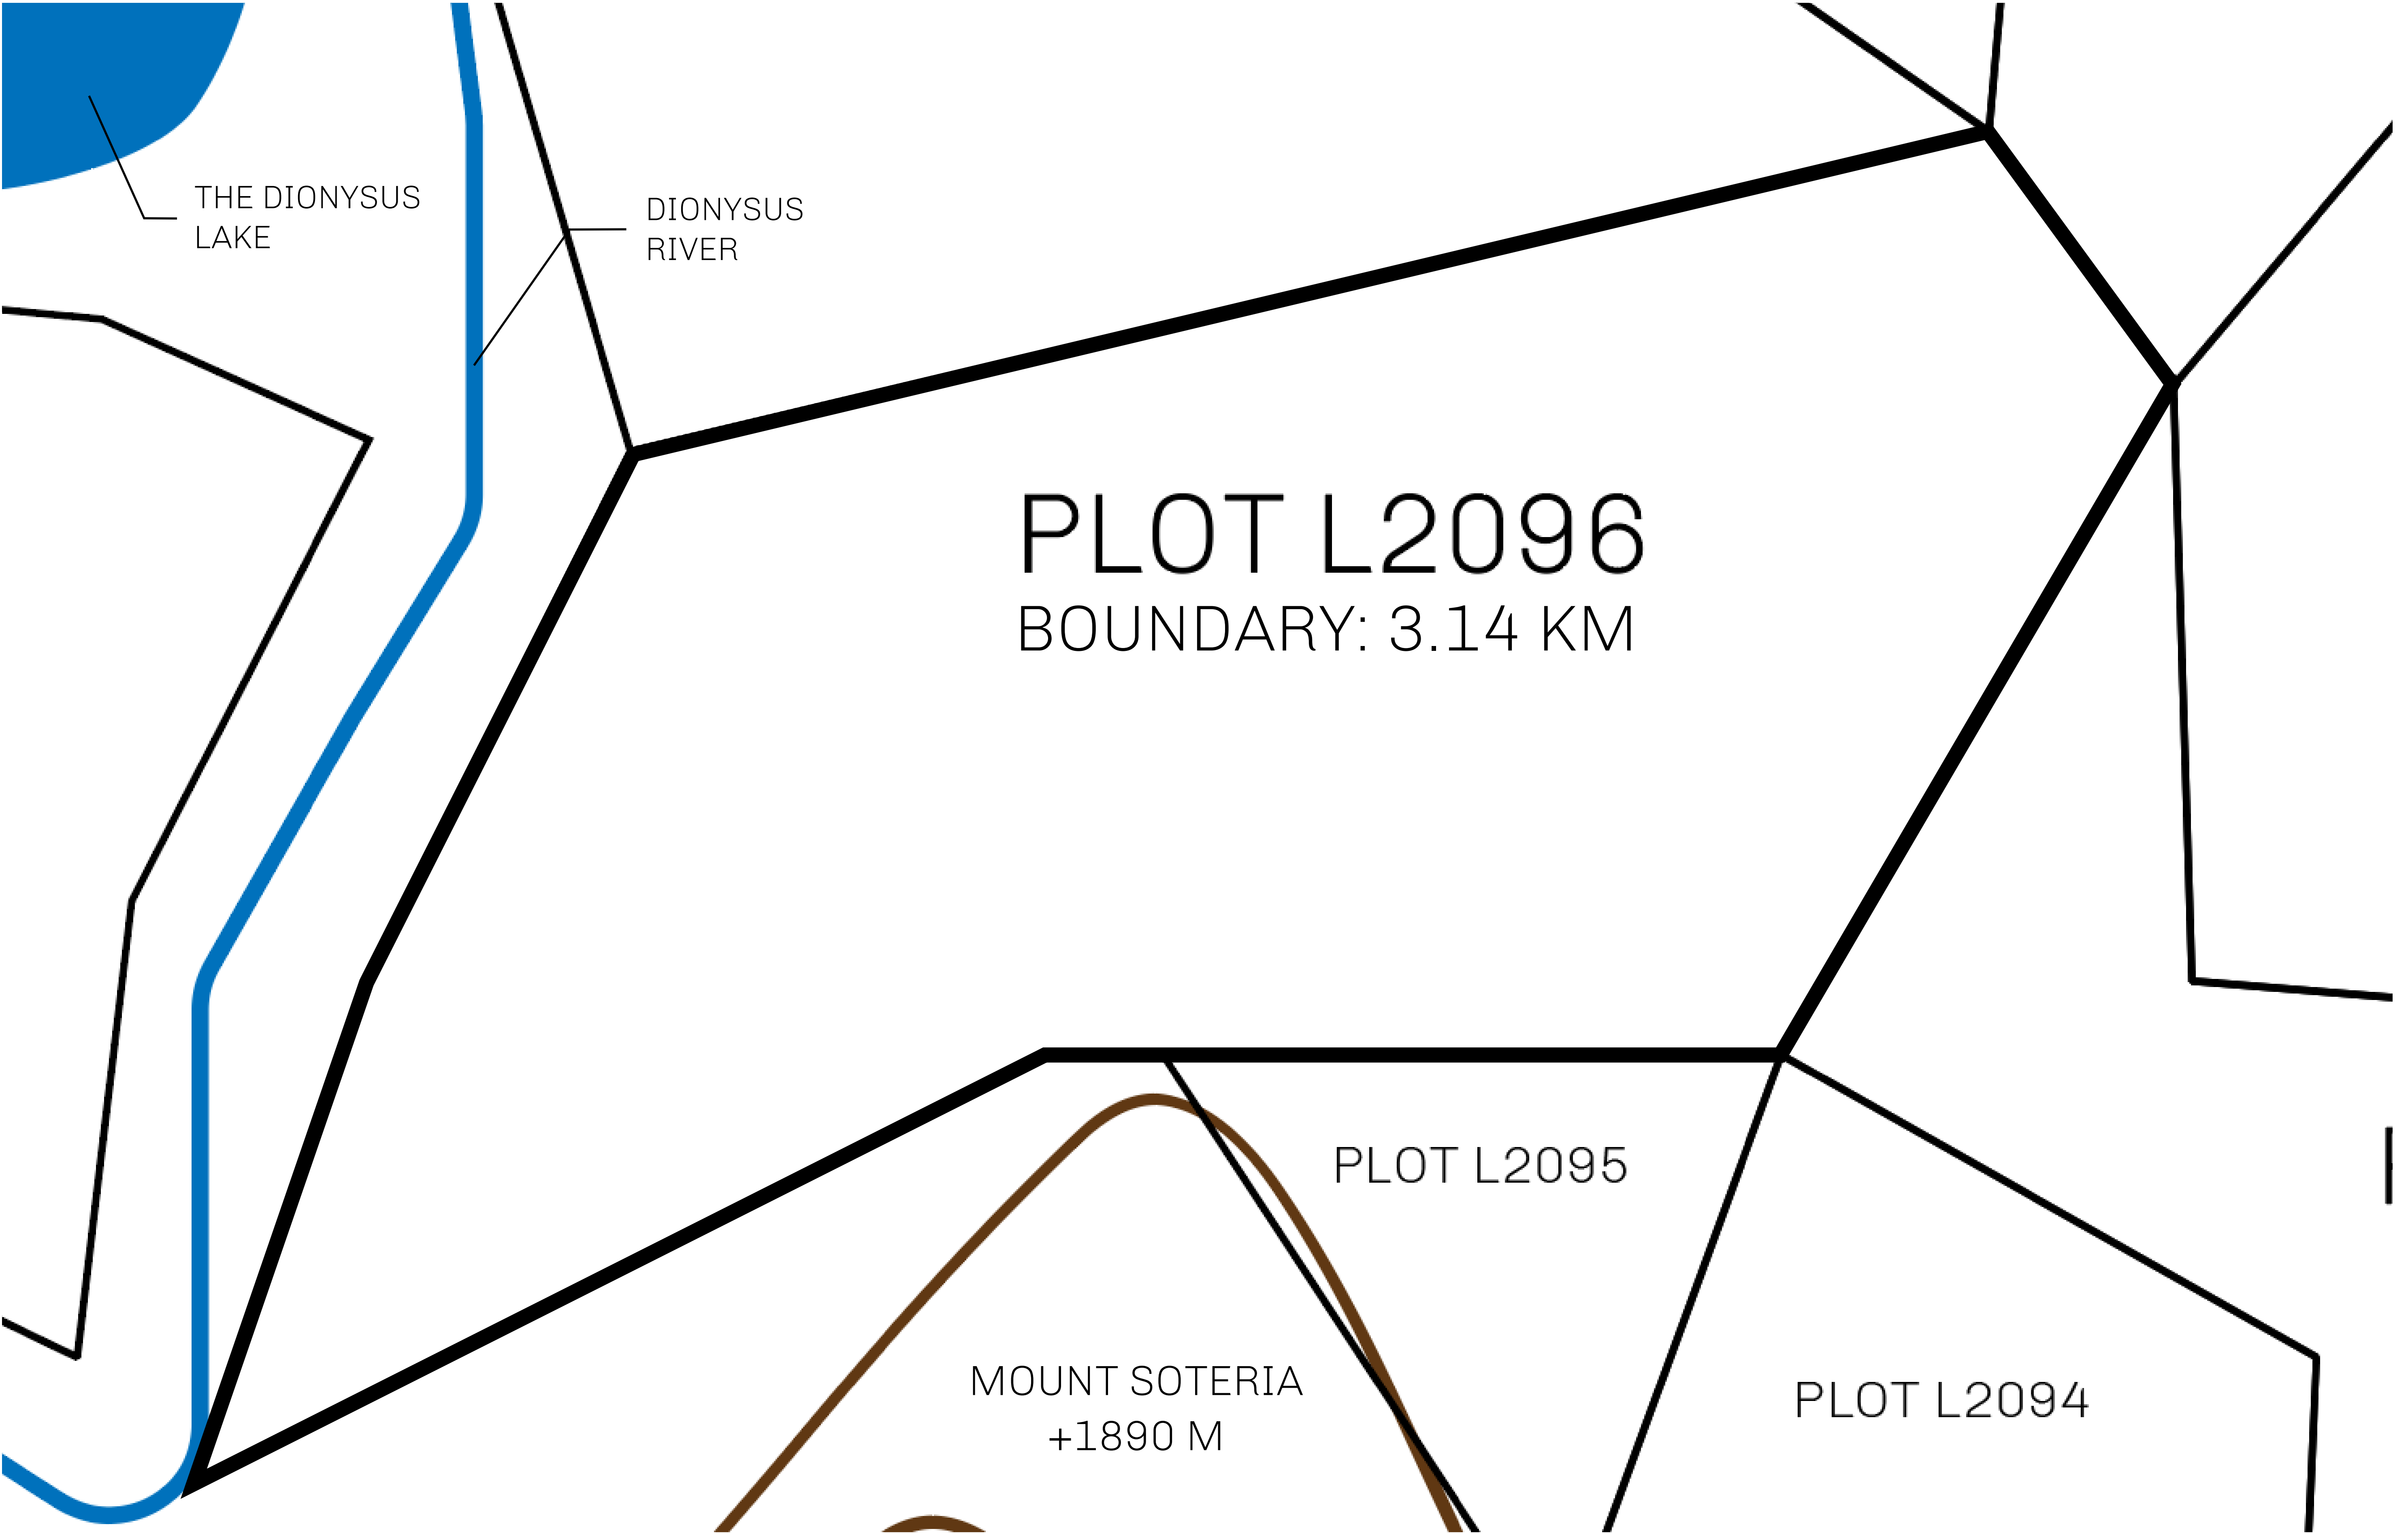 THE DIONYSUS
LAKE
DIONYSUS
RIVER
PLOT L2096
BOUNDARY: 3.14 KM
PLOT L2095
MOUNT SOTERIA
+1890 M
PLOT L2094